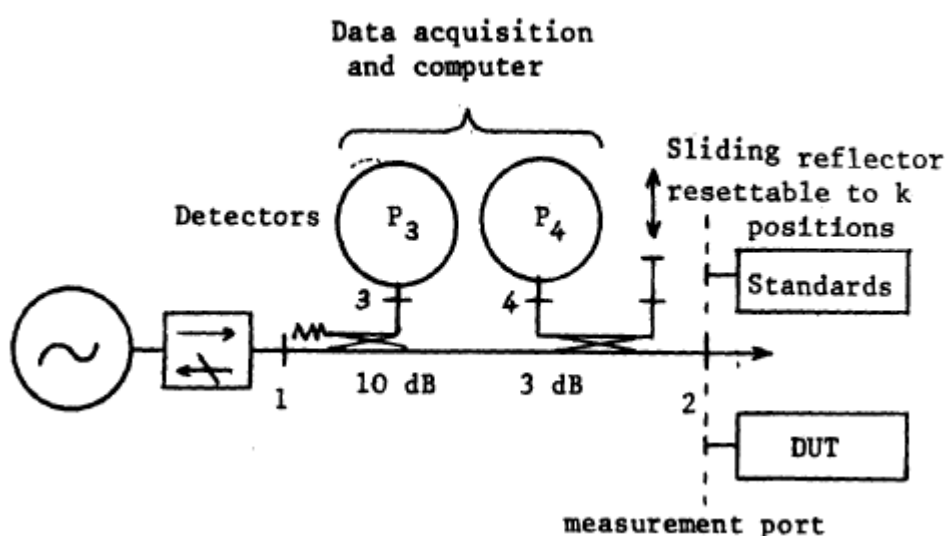 Data acquisition
and computer
Sliding reflector
resettable to k
positions
Detectors
P3
P4
3
4
Standards
1
10 dB
3 dB
2
DUT
measurement port